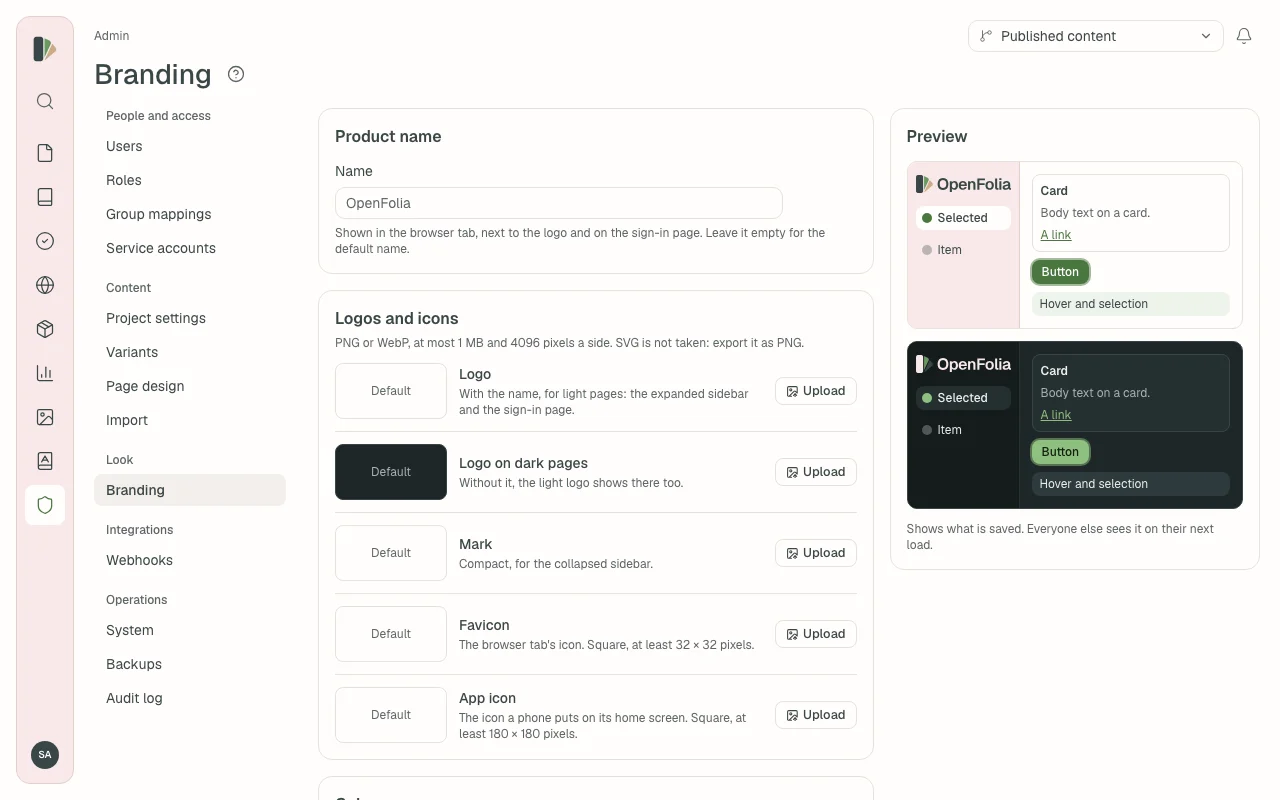 Admin
Published content
Branding
People and access
Users
Roles
Group mappings
Service accounts
Content
Project settings
Variants
Page design
Import
Look
Branding
Integrations
Webhooks
Operations
System
Backups
Audit log
SA
Product name
Name
OpenFolia
Shown in the browser tab, next to the logo and on the sign-in page. Leave it empty for the
default name.
Logos and icons
PNG or WebP, at most 1 MB and 4096 pixels a side. SVG is not taken: export it as PNG.
Default
Logo
With the name, for light pages: the expanded sidebar
and the sign-in page.
Upload
Default
Logo on dark pages
Without it, the light logo shows there too.
Upload
Default
Mark
Compact, for the collapsed sidebar.
Upload
Default
Favicon
The browser tab's icon. Square, at least 32 × 32 pixels.
Upload
Default
App icon
The icon a phone puts on its home screen. Square, at
least 180 × 180 pixels.
Upload
Preview
OpenFolia
Selected
Item
Card
Body text on a card.
A link
Button
Hover and selection
OpenFolia
Selected
Item
Card
Body text on a card.
A link
Button
Hover and selection
Shows what is saved. Everyone else sees it on their next
load.